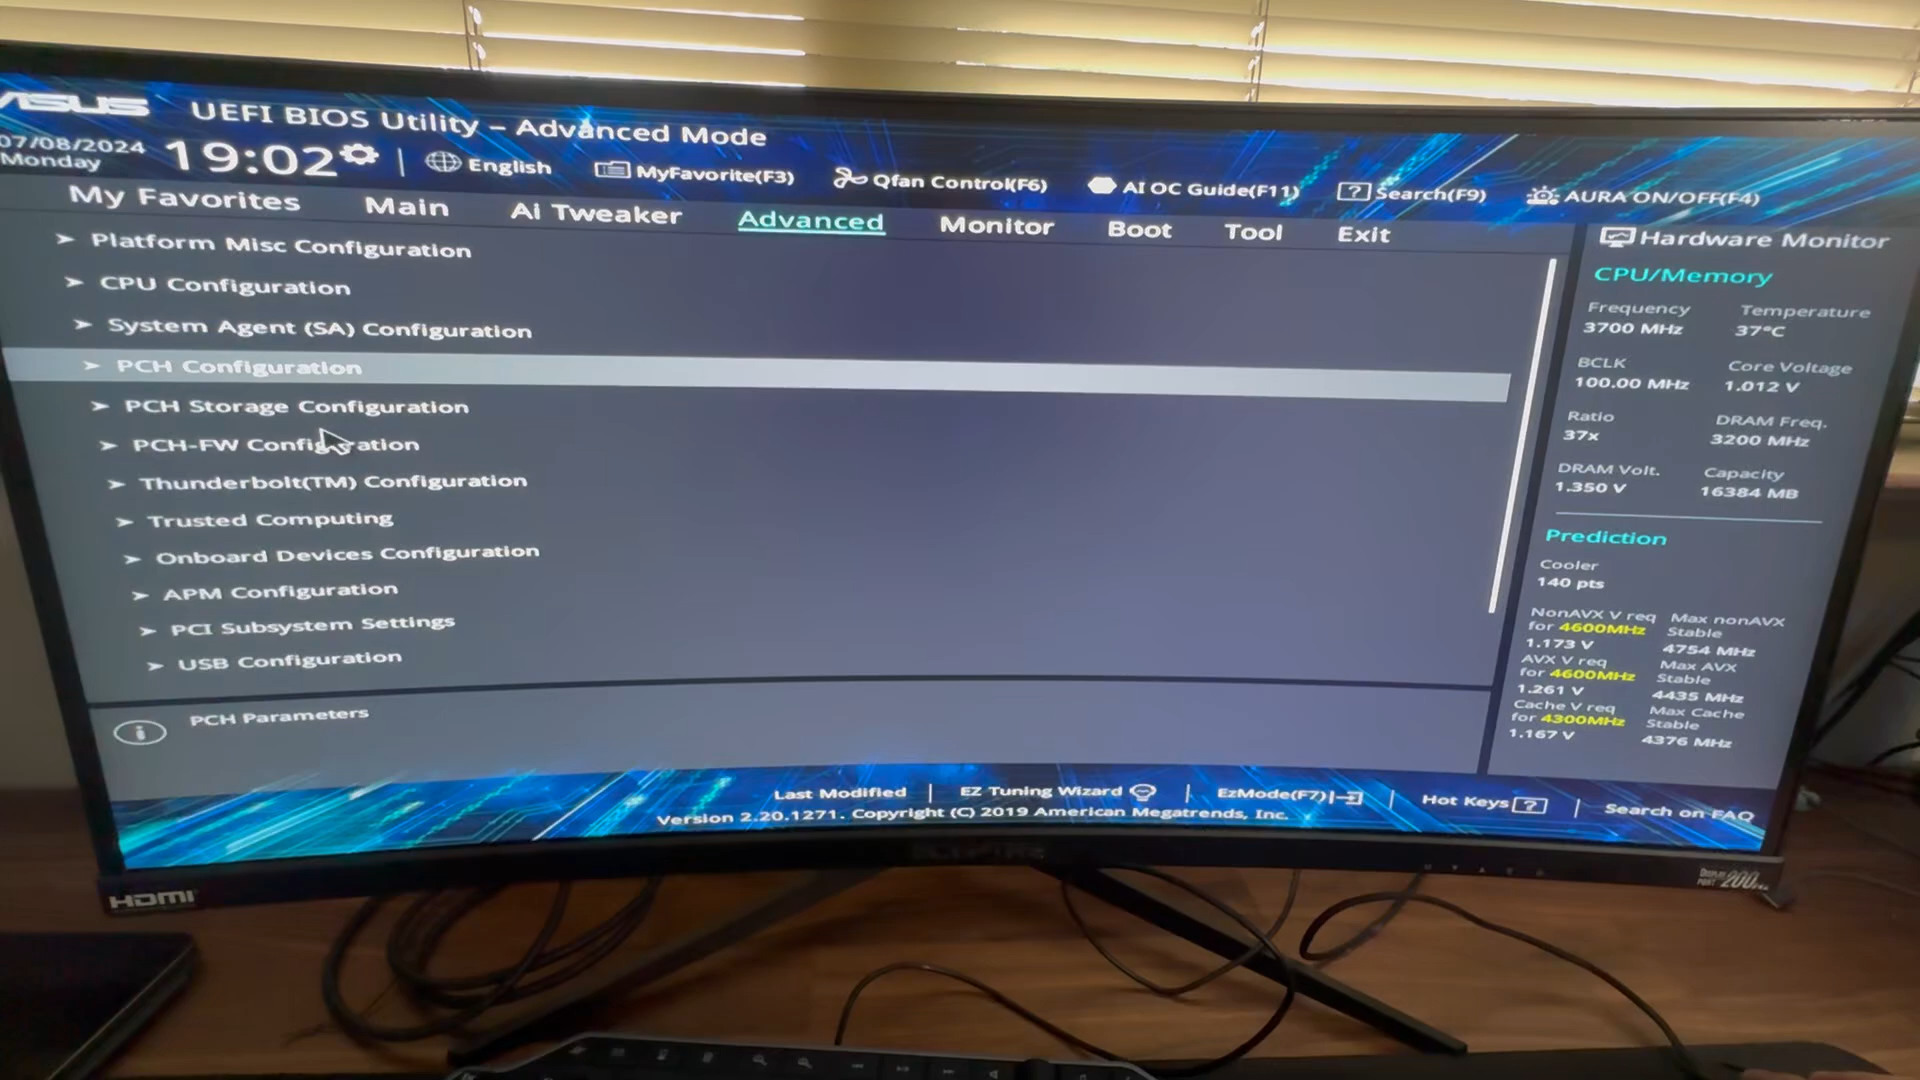 ASUS UEFI BIOS Utility – Advanced Mode
07/08/2024
Monday
19:02
English
MyFavorite(F3)
Qfan Control(F6)
AI OC Guide(F11)
Search(F9)
AURA ON/OFF(F4)
My Favorites
Main
Ai Tweaker
Advanced
Monitor
Boot
Tool
Exit
Platform Misc Configuration
CPU Configuration
System Agent (SA) Configuration
PCH Configuration
PCH Storage Configuration
PCH-FW Configuration
Thunderbolt(TM) Configuration
Trusted Computing
Onboard Devices Configuration
APM Configuration
PCI Subsystem Settings
USB Configuration
PCH Parameters
Hardware Monitor
CPU/Memory
Frequency
3700 MHz
Temperature
37°C
BCLK
100.00 MHz
Core Voltage
1.012 V
Ratio
37x
DRAM Freq.
3200 MHz
DRAM Volt.
1.350 V
Capacity
16384 MB
Prediction
Cooler
140 pts
NonAVX V req
for 4600MHz
1.173 V
Max nonAVX
Stable
4754 MHz
AVX V req
for 4600MHz
1.261 V
Max AVX
Stable
4435 MHz
Cache V req
for 4300MHz
1.167 V
Max Cache
Stable
4376 MHz
Last Modified
EZ Tuning Wizard
EzMode(F7)
Hot Keys ?
Search on FAQ
Version 2.20.1271. Copyright (C) 2019 American Megatrends, Inc.
HDMI
200